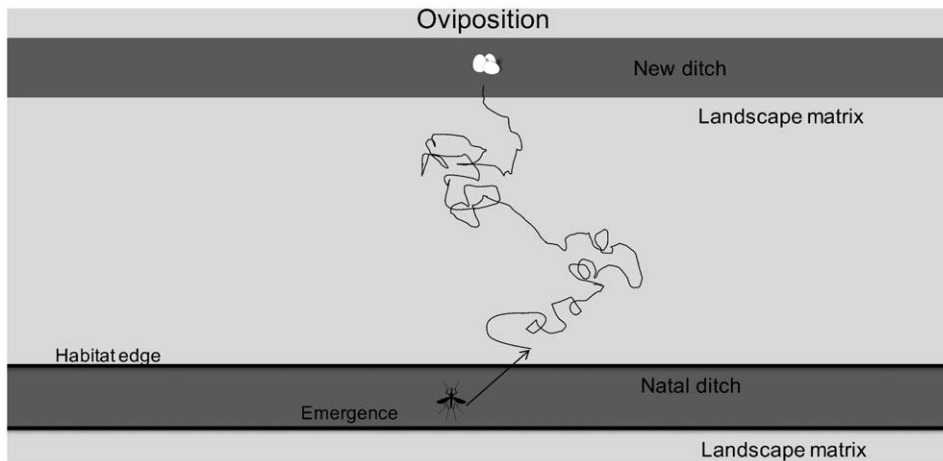 Oviposition
New ditch
Landscape matrix
Habitat edge
Natal ditch
Emergence
Landscape matrix